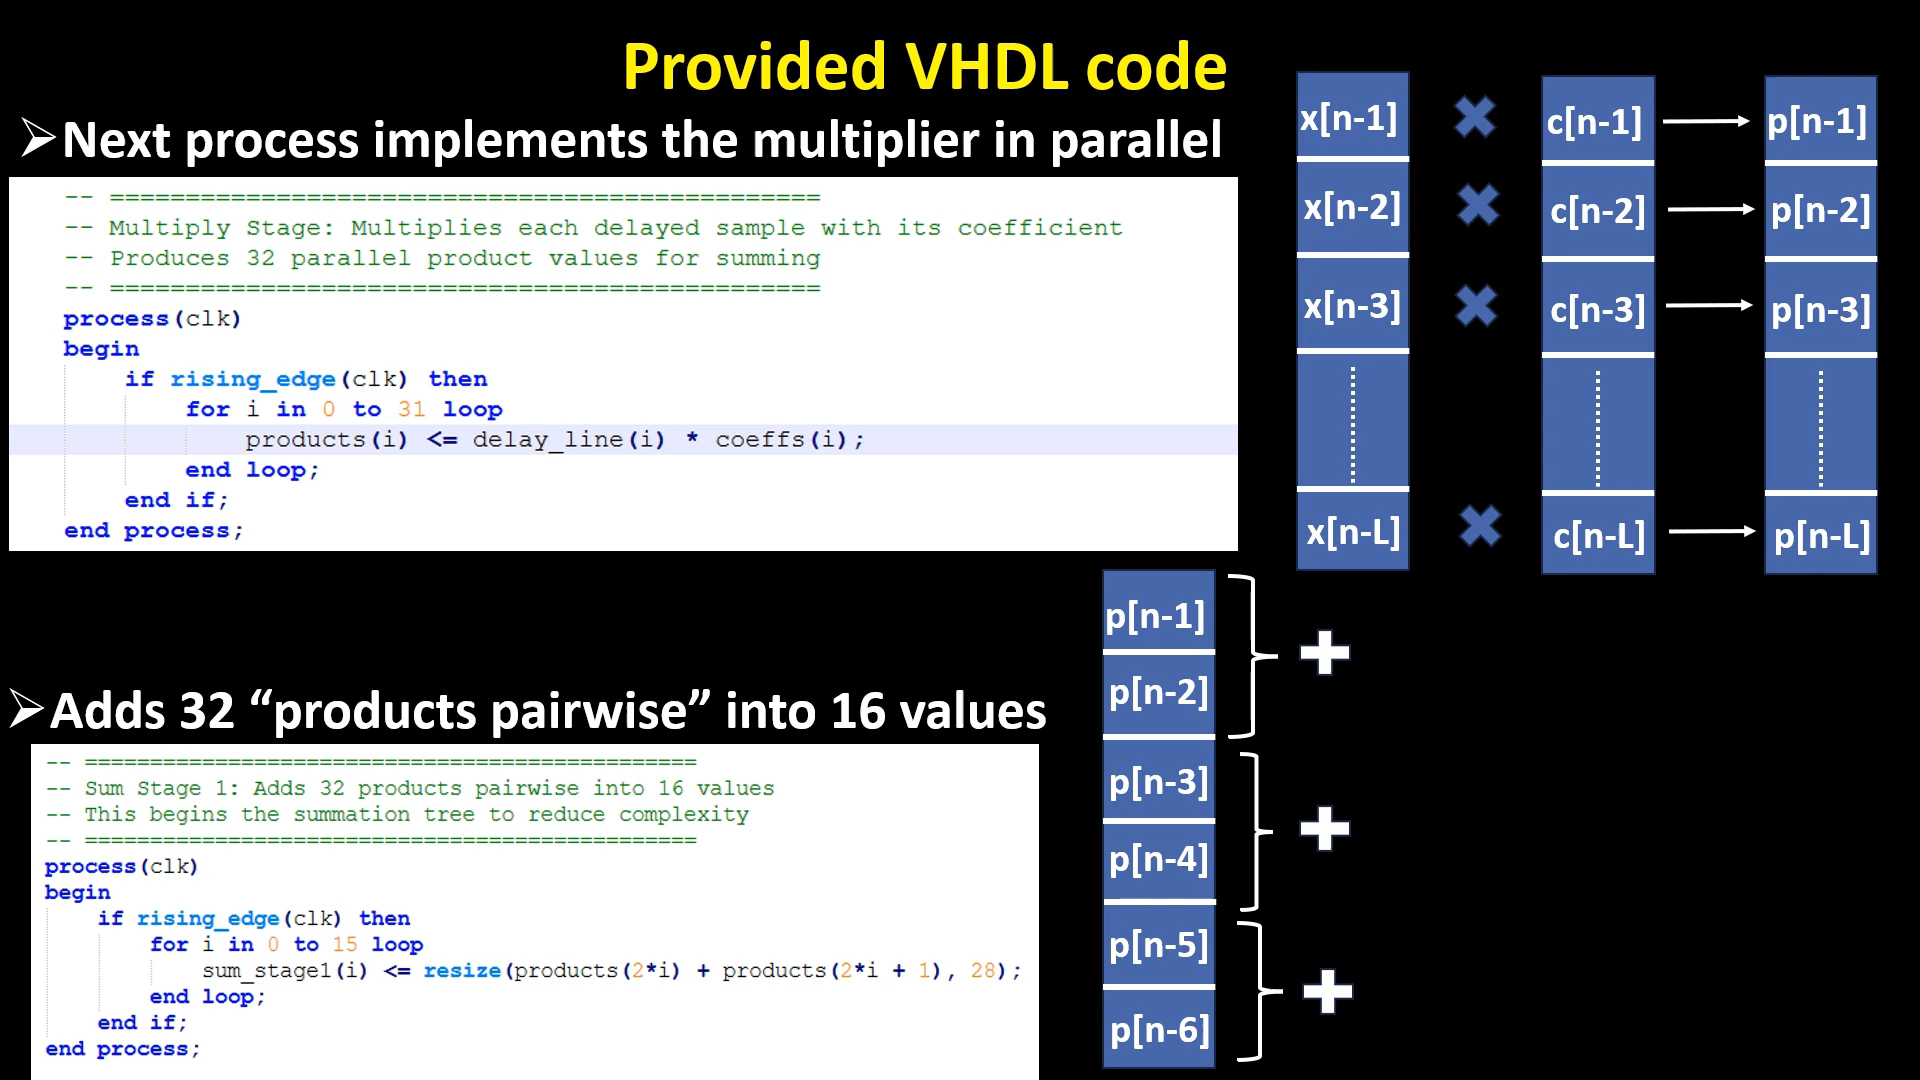 Provided VHDL code
➢Next process implements the multiplier in parallel
-- ===============================================
-- Multiply Stage: Multiplies each delayed sample with its coefficient
-- Produces 32 parallel product values for summing
-- ===============================================
process(clk)
begin
if rising_edge(clk) then
for i in 0 to 31 loop
products(i) <= delay_line(i) * coeffs(i);
end loop;
end if;
end process;
x[n-1] ✖ c[n-1] p[n-1]
x[n-2] ✖ c[n-2] p[n-2]
x[n-3] ✖ c[n-3] p[n-3]
x[n-L] ✖ c[n-L] p[n-L]
➢Adds 32 “products pairwise” into 16 values
-- ===============================================
-- Sum Stage 1: Adds 32 products pairwise into 16 values
-- This begins the summation tree to reduce complexity
-- ===============================================
process(clk)
begin
if rising_edge(clk) then
for i in 0 to 15 loop
sum_stage1(i) <= resize(products(2*i) + products(2*i + 1), 28);
end loop;
end if;
end process;
p[n-1]
p[n-2]
p[n-3]
p[n-4]
p[n-5]
p[n-6]